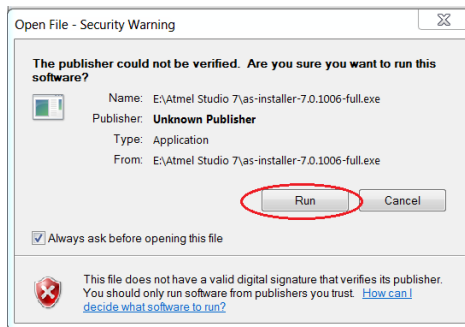 Open File - Security Warning
The publisher could not be verified. Are you sure you want to run this
software?
Name: E:\Atmel Studio 7\as-installer-7.0.1006-full.exe
Publisher: Unknown Publisher
Type: Application
From: E:\Atmel Studio 7\as-installer-7.0.1006-full.exe
Run Cancel
Always ask before opening this file
This file does not have a valid digital signature that verifies its publisher.
You should only run software from publishers you trust. How can I
decide what software to run?